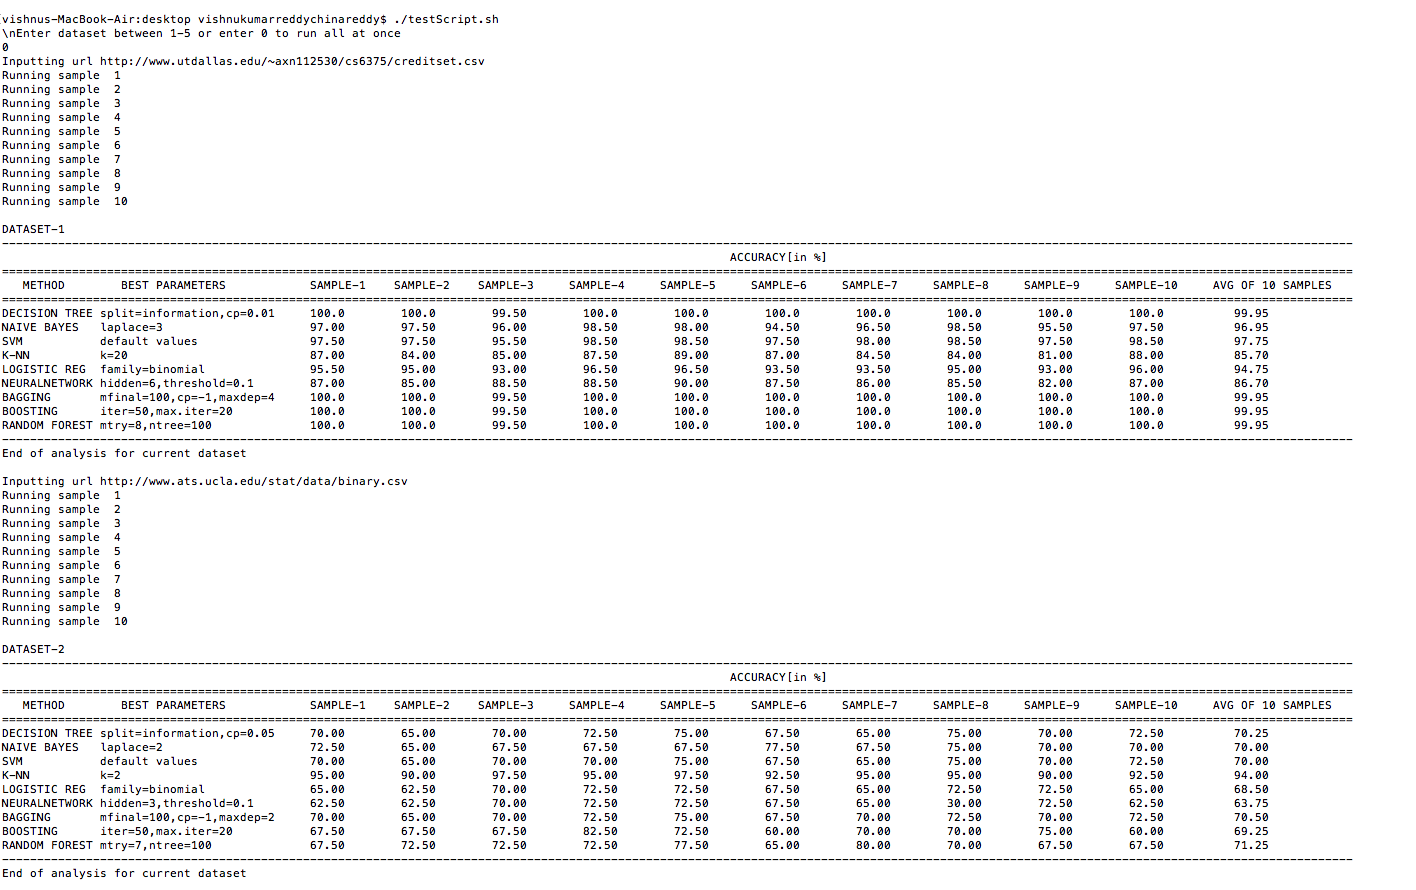 vishnus-MacBook-Air:desktop vishnukumarreddychinareddy$ ./testScript.sh
\nEnter dataset between 1-5 or enter 0 to run all at once
0
Inputting url http://www.utdallas.edu/~axn112530/cs6375/creditset.csv
Running sample  1
Running sample  2
Running sample  3
Running sample  4
Running sample  5
Running sample  6
Running sample  7
Running sample  8
Running sample  9
Running sample  10
DATASET-1
ACCURACY[in %]
METHOD BEST PARAMETERS SAMPLE-1 SAMPLE-2 SAMPLE-3 SAMPLE-4 SAMPLE-5 SAMPLE-6 SAMPLE-7 SAMPLE-8 SAMPLE-9 SAMPLE-10 AVG OF 10 SAMPLES
DECISION TREE split=information,cp=0.01 100.0 100.0 99.50 100.0 100.0 100.0 100.0 100.0 100.0 100.0 99.95
NAIVE BAYES laplace=3 97.00 97.50 96.00 98.50 98.00 94.50 96.50 98.50 95.50 97.50 96.95
SVM default values 97.50 97.50 95.50 98.50 98.50 97.50 98.00 98.50 97.50 98.50 97.75
K-NN k=20 87.00 84.00 85.00 87.50 89.00 87.00 84.50 84.00 81.00 88.00 85.70
LOGISTIC REG family=binomial 95.50 95.00 93.00 96.50 96.50 93.50 93.50 95.00 93.00 96.00 94.75
NEURALNETWORK hidden=6,threshold=0.1 87.00 85.00 88.50 88.50 90.00 87.50 86.00 85.50 82.00 87.00 86.70
BAGGING mfinal=100,cp=-1,maxdep=4 100.0 100.0 99.50 100.0 100.0 100.0 100.0 100.0 100.0 100.0 99.95
BOOSTING iter=50,max.iter=20 100.0 100.0 99.50 100.0 100.0 100.0 100.0 100.0 100.0 100.0 99.95
RANDOM FOREST mtry=8,ntree=100 100.0 100.0 99.50 100.0 100.0 100.0 100.0 100.0 100.0 100.0 99.95
End of analysis for current dataset
Inputting url http://www.ats.ucla.edu/stat/data/binary.csv
Running sample  1
Running sample  2
Running sample  3
Running sample  4
Running sample  5
Running sample  6
Running sample  7
Running sample  8
Running sample  9
Running sample  10
DATASET-2
ACCURACY[in %]
METHOD BEST PARAMETERS SAMPLE-1 SAMPLE-2 SAMPLE-3 SAMPLE-4 SAMPLE-5 SAMPLE-6 SAMPLE-7 SAMPLE-8 SAMPLE-9 SAMPLE-10 AVG OF 10 SAMPLES
DECISION TREE split=information,cp=0.05 70.00 65.00 70.00 72.50 75.00 67.50 65.00 75.00 70.00 72.50 70.25
NAIVE BAYES laplace=2 72.50 65.00 67.50 67.50 67.50 77.50 67.50 75.00 70.00 70.00 70.00
SVM default values 70.00 65.00 70.00 72.50 75.00 67.50 65.00 75.00 70.00 70.00 70.00
K-NN k=2 95.00 90.00 97.50 95.00 97.50 92.50 95.00 95.00 90.00 92.50 94.00
LOGISTIC REG family=binomial 65.00 62.50 70.00 72.50 72.50 67.50 65.00 72.50 72.50 65.00 68.50
NEURALNETWORK hidden=3,threshold=0.1 62.50 62.50 70.00 72.50 72.50 67.50 65.00 30.00 72.50 62.50 63.75
BAGGING mfinal=100,cp=-1,maxdep=2 70.00 65.00 70.00 72.50 75.00 67.50 70.00 72.50 70.00 72.50 70.50
BOOSTING iter=50,max.iter=20 67.50 67.50 67.50 82.50 72.50 60.00 70.00 70.00 75.00 60.00 69.25
RANDOM FOREST mtry=7,ntree=100 67.50 72.50 72.50 72.50 77.50 65.00 80.00 70.00 67.50 67.50 71.25
End of analysis for current dataset